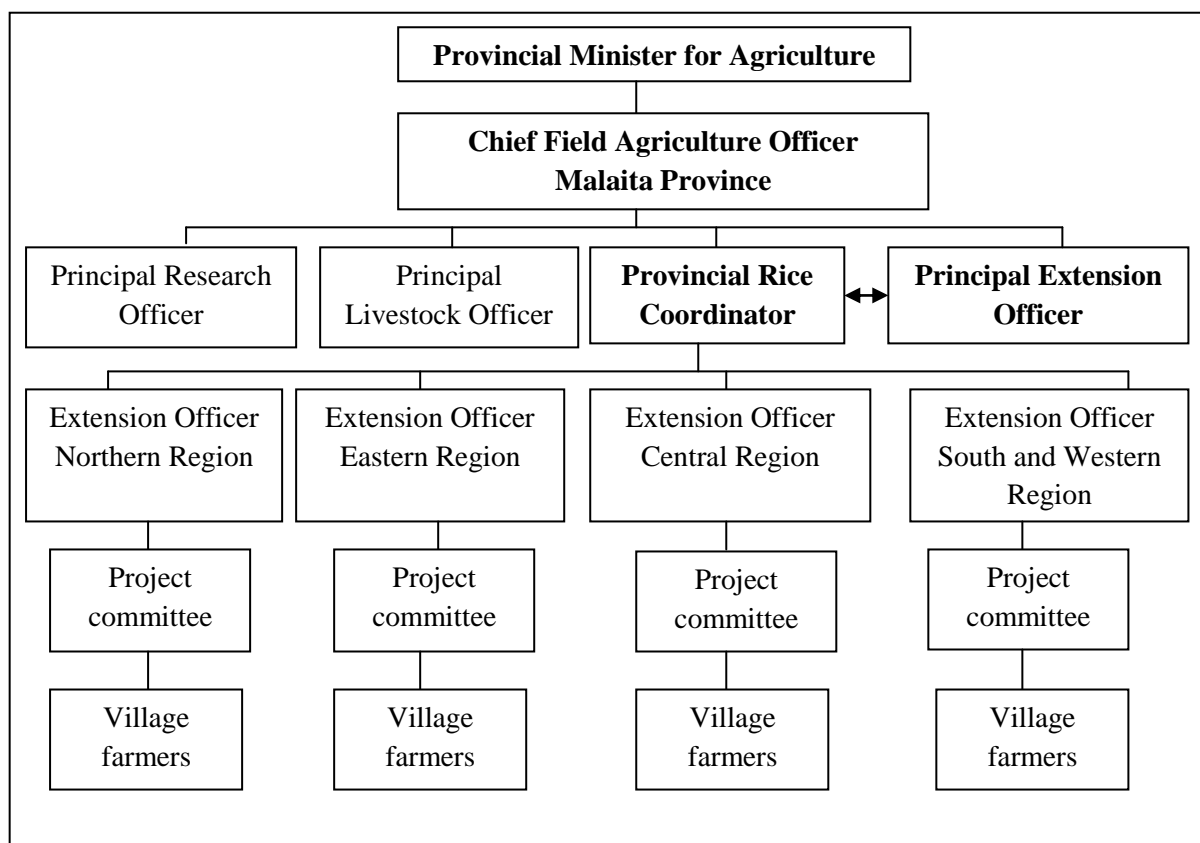 Provincial Minister for Agriculture
Chief Field Agriculture Officer
Malaita Province
Principal Research
Officer
Principal
Livestock Officer
Provincial Rice
Coordinator
Principal Extension
Officer
Extension Officer
Northern Region
Extension Officer
Eastern Region
Extension Officer
Central Region
Extension Officer
South and Western
Region
Project
committee
Project
committee
Project
committee
Project
committee
Village
farmers
Village
farmers
Village
farmers
Village
farmers